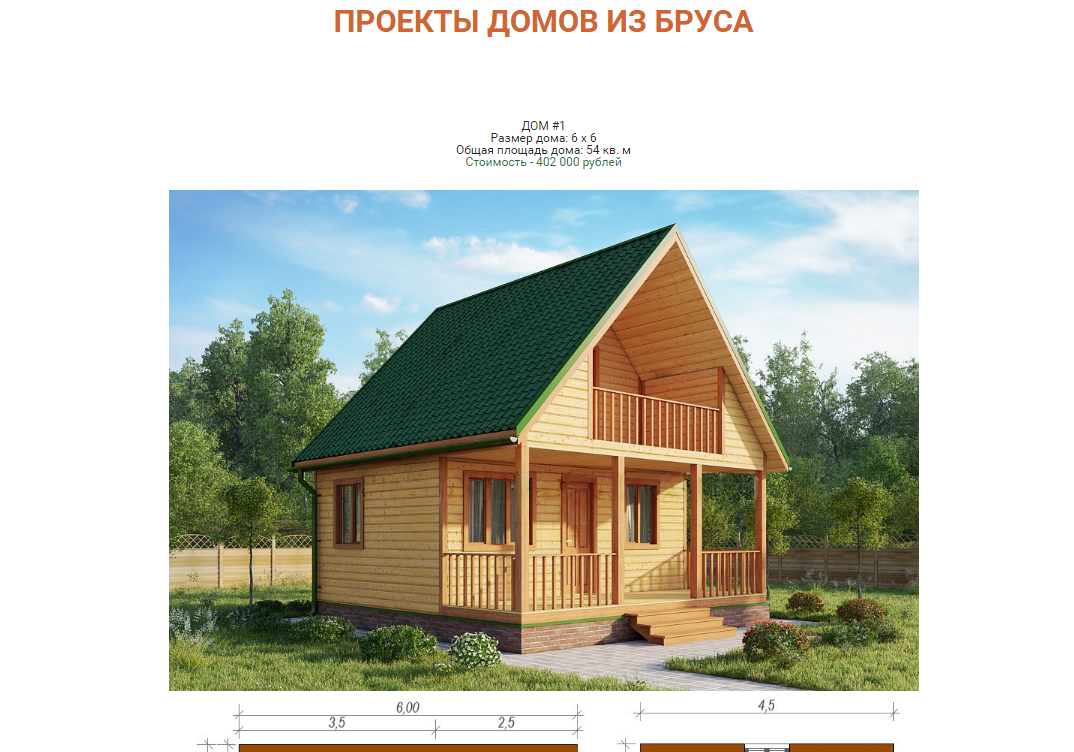 ПРОЕКТЫ ДОМОВ ИЗ БРУСА
ДОМ #1
Размер дома: 6 х 6
Общая площадь дома: 54 кв. м
Стоимость - 402 000 рублей
6,00
4,5
3,5
2,5